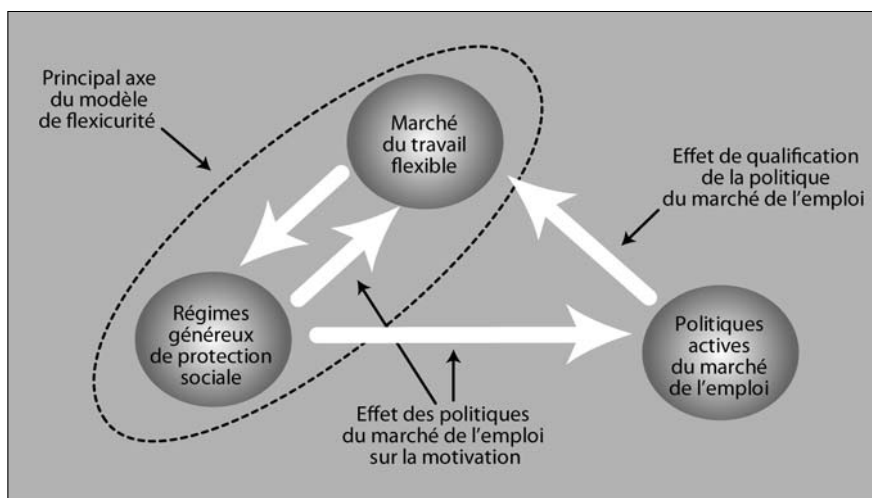 Principal axe
du modèle
de flexicurité
Marché
du travail
flexible
Effet de qualification
de la politique
du marché de l'emploi
Régimes
généreux
de protection
sociale
Politiques
actives
du marché
de l'emploi
Effet des politiques
du marché de l'emploi
sur la motivation